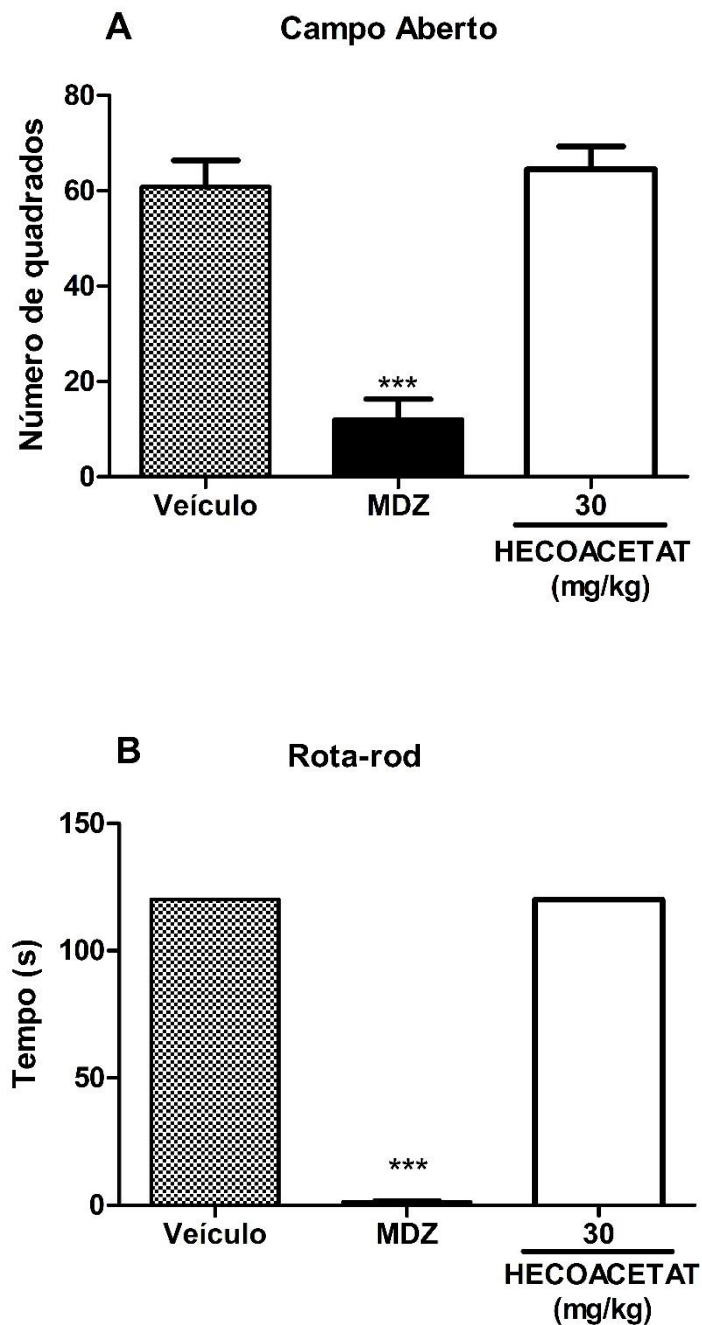 A
Campo Aberto
Número de quadrados
80
60
40
20
0
***
Veículo
MDZ
30
HECOACETAT
(mg/kg)
B
Rota-rod
Tempo (s)
150
100
50
0
***
Veículo
MDZ
30
HECOACETAT
(mg/kg)